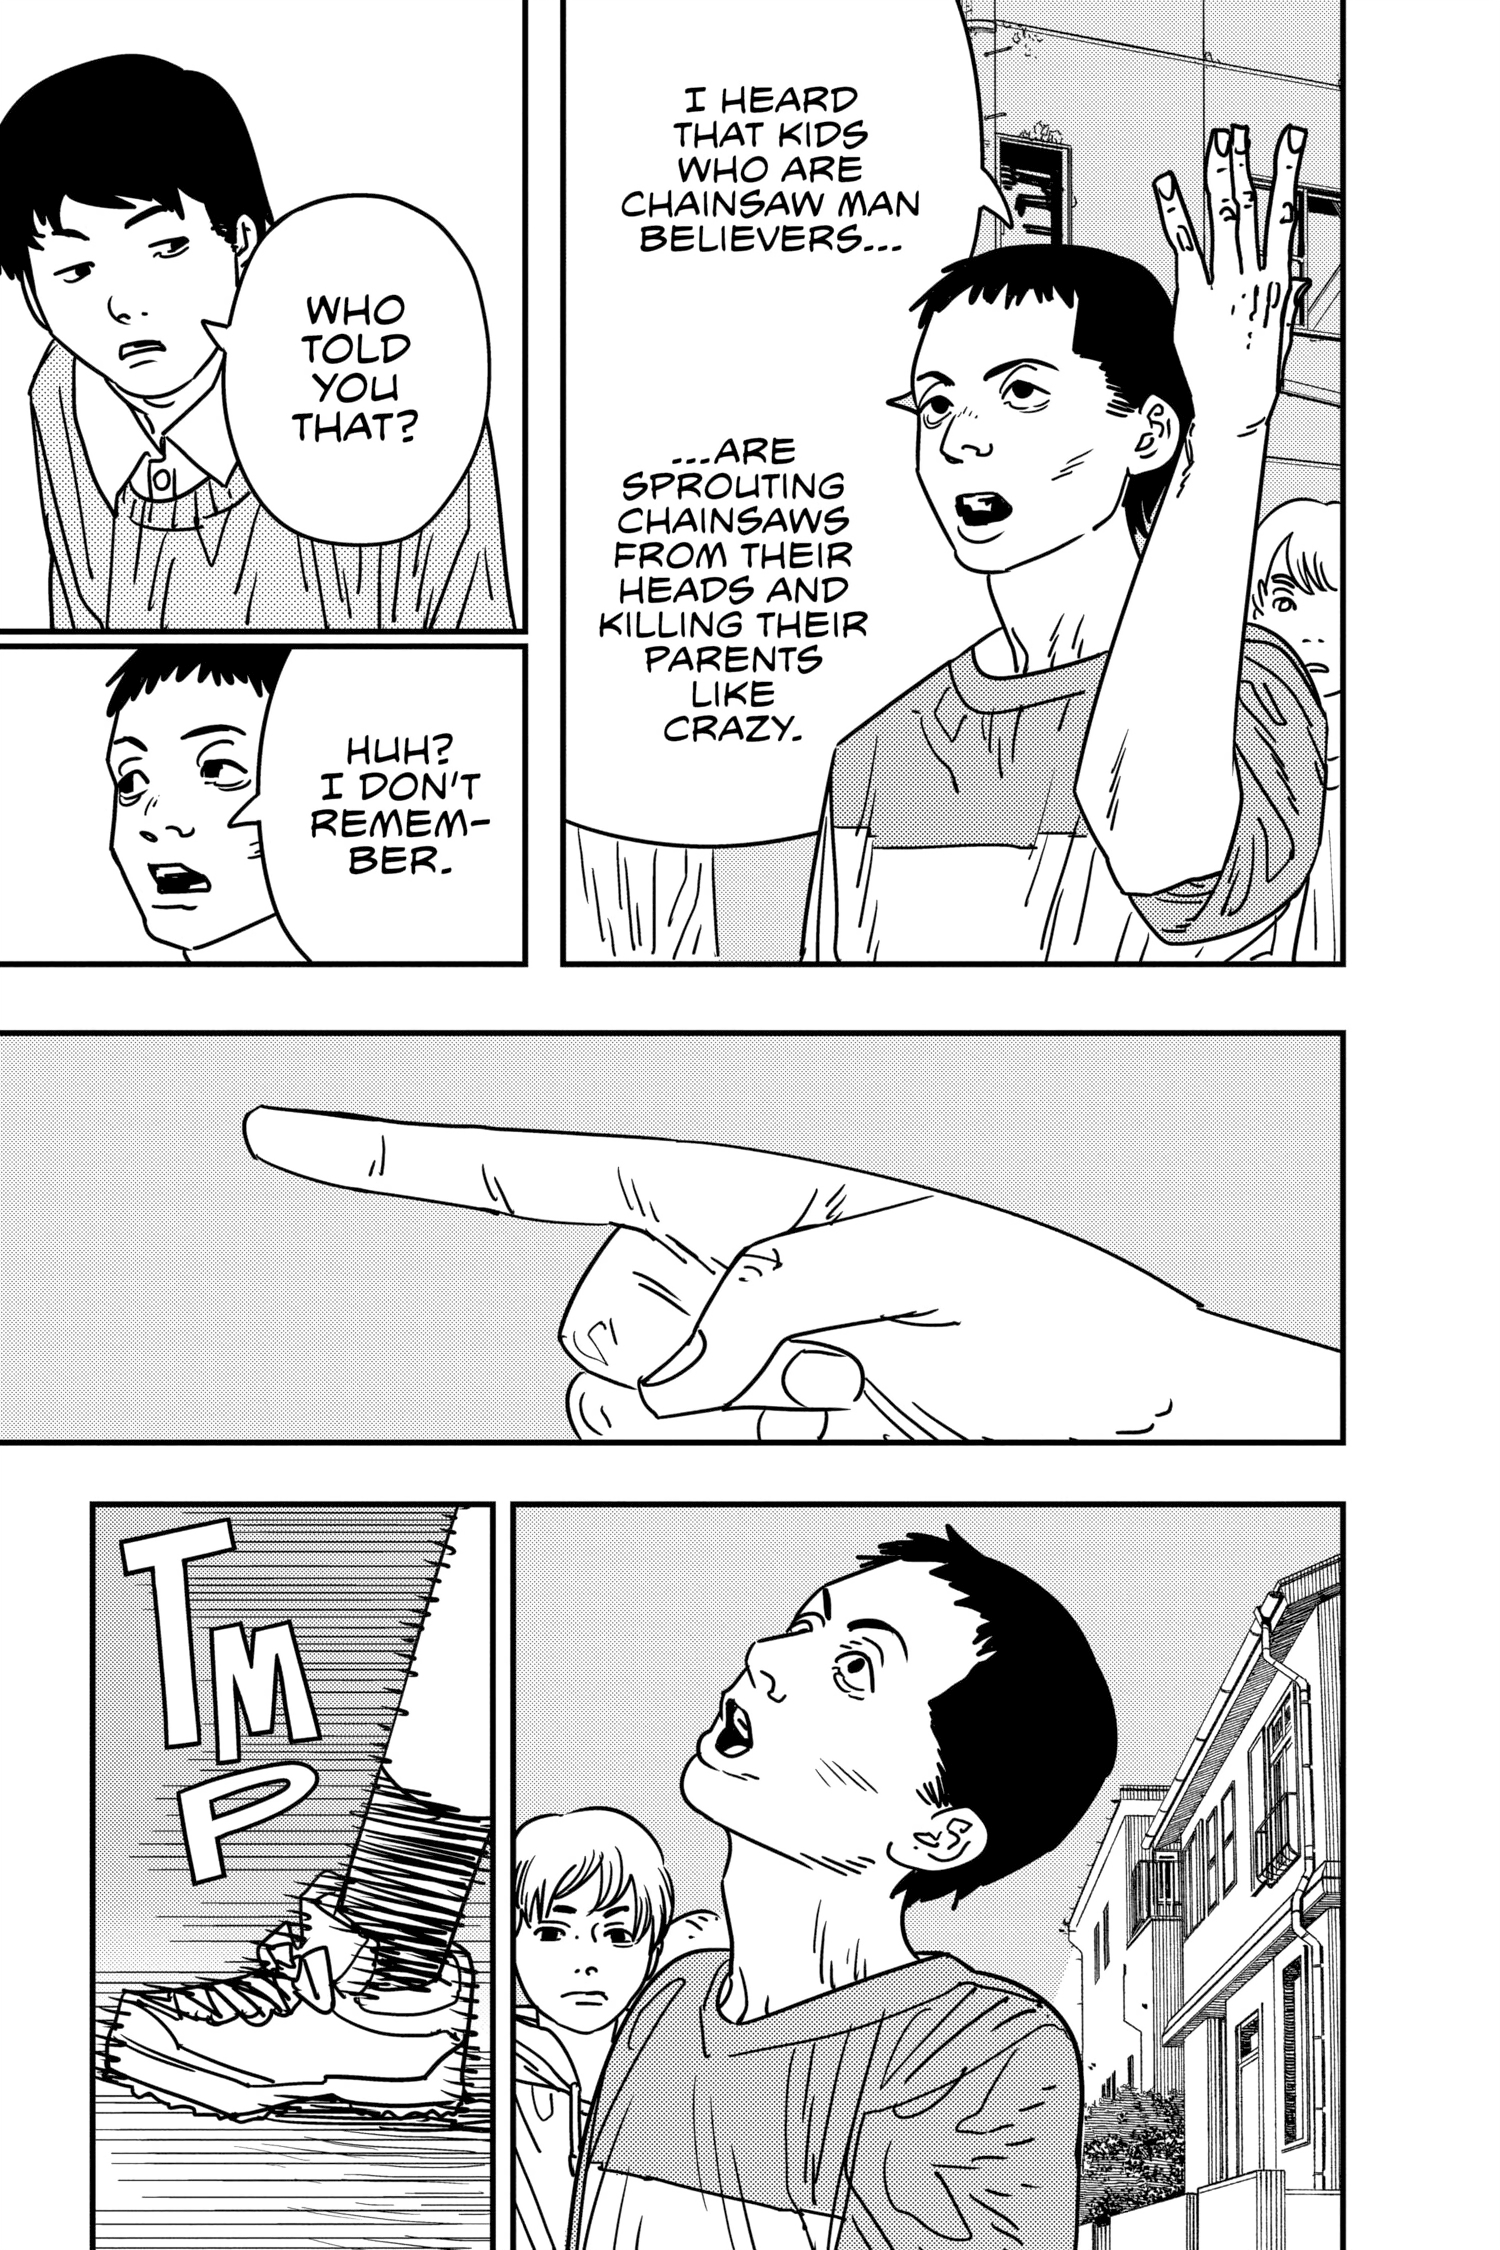 I HEARD
THAT KIDS
WHO ARE
CHAINSAW MAN
BELIEVERS...
...ARE
SPROUTING
CHAINSAWS
FROM THEIR
HEADS AND
KILLING THEIR
PARENTS
LIKE
CRAZY.
WHO
TOLD
YOU
THAT?
HUH?
I DON'T
REMEM-
BER.
TMP